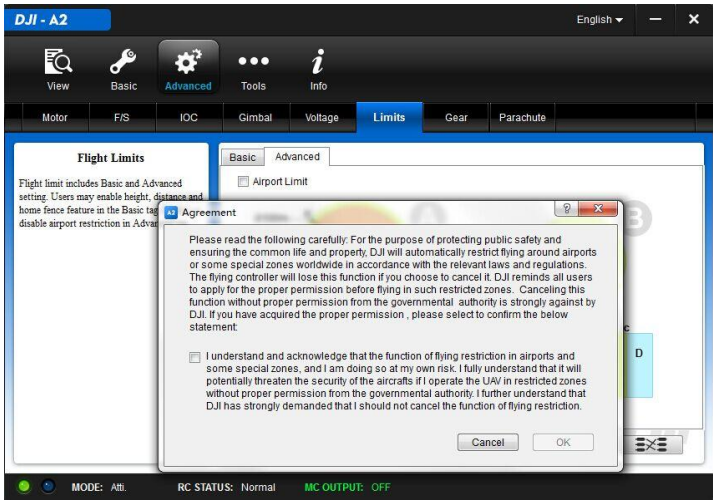 DJI - A2
English
View
Basic
Advanced
Tools
Info
Motor
F/S
IOC
Gimbal
Voltage
Limits
Gear
Parachute
Flight Limits
Flight limit includes Basic and Advanced
setting. Users may enable height, distance and
home fence feature in the Basic tag
disable airport restriction in Advan
Basic
Advanced
Airport Limit
A2 Agreement
?
Please read the following carefully: For the purpose of protecting public safety and
ensuring the common life and property, DJI will automatically restrict flying around airports
or some special zones worldwide in accordance with the relevant laws and regulations.
The flying controller will lose this function if you choose to cancel it. DJI reminds all users
to apply for the proper permission before flying in such restricted zones. Canceling this
function without proper permission from the governmental authority is strongly against by
DJI. If you have acquired the proper permission , please select to confirm the below
statement:
I understand and acknowledge that the function of flying restriction in airports and
some special zones, and I am doing so at my own risk. I fully understand that it will
potentially threaten the security of the aircrafts if I operate the UAV in restricted zones
without proper permission from the governmental authority. I further understand that
DJI has strongly demanded that I should not cancel the function of flying restriction.
Cancel
OK
B
c
D
MODE: Atti.
RC STATUS: Normal
MC OUTPUT: OFF